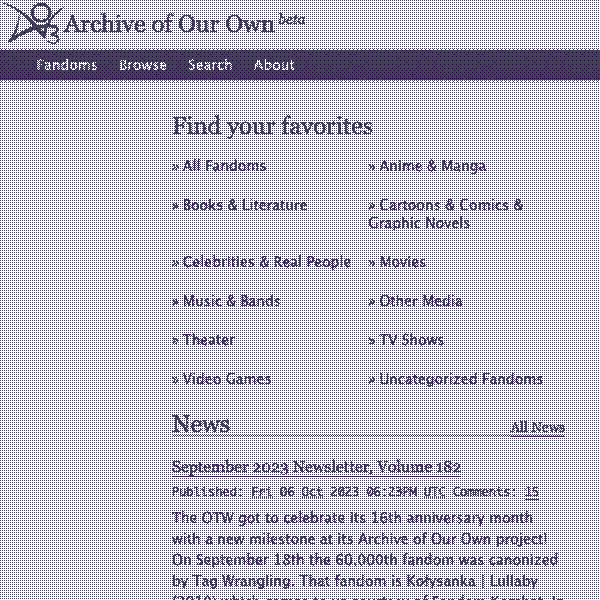 Archive of Our Own beta
Fandoms Browse Search About
Find your favorites
» All Fandoms
» Anime & Manga
» Books & Literature
» Cartoons & Comics &
Graphic Novels
» Celebrities & Real People
» Movies
» Music & Bands
» Other Media
» Theater
» TV Shows
» Video Games
» Uncategorized Fandoms
News
All News
September 2023 Newsletter, Volume 182
Published: Fri 06 Oct 2023 06:23PM UTC Comments: 15
The OTW got to celebrate its 16th anniversary month
with a new milestone at its Archive of Our Own project!
On September 18th the 60,000th fandom was canonized
by Tag Wrangling. That fandom is Kołysanka | Lullaby